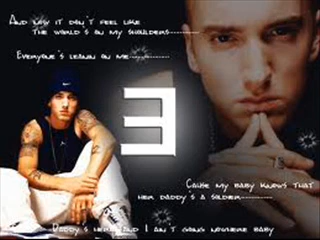 And now it don't feel like
the world's on my shoulders
Everyone's leanin on me
E
Cause my baby knows that
her daddy's a soldier
Daddy's here and I ain't going nowhere baby